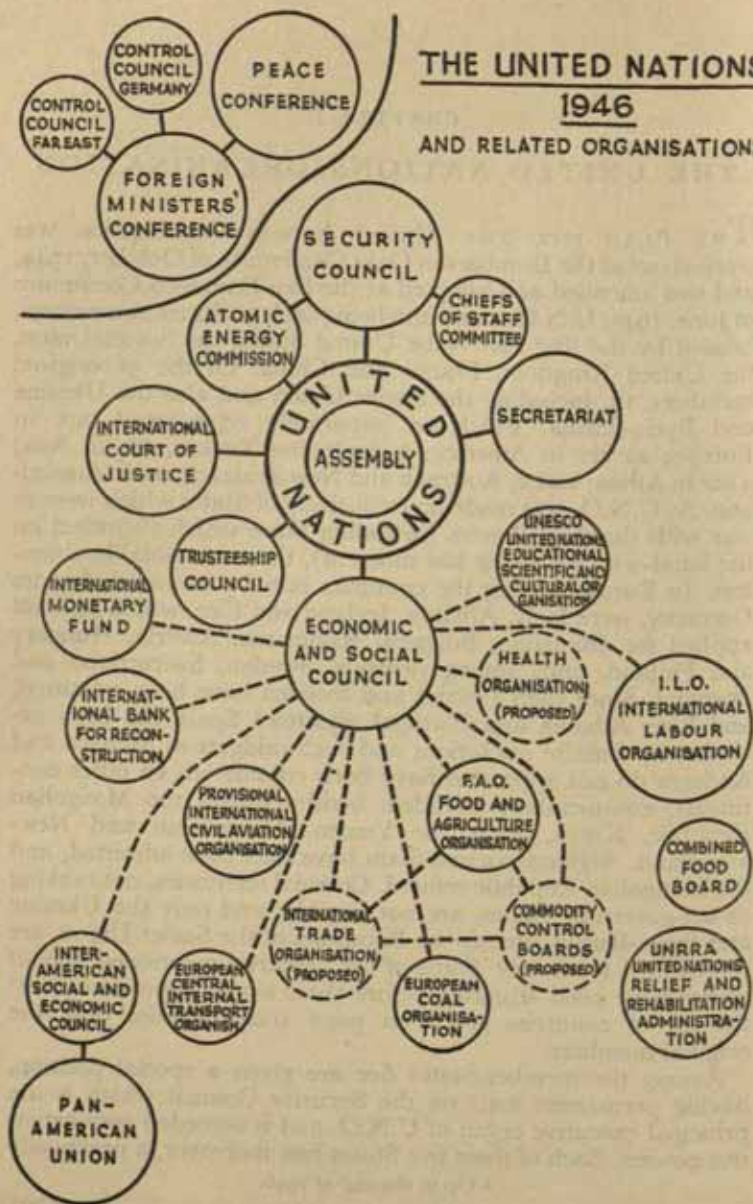 THE UNITED NATIONS
1946
AND RELATED ORGANISATION
CONTROL
COUNCIL
GERMANY
PEACE
CONFERENCE
CONTROL
COUNCIL
FAR EAST
FOREIGN
MINISTERS'
CONFERENCE
SECURITY
COUNCIL
ATOMIC
ENERGY
COMMISSION
CHIEFS
OF STAFF
COMMITTEE
UNITED
NATIONS
ASSEMBLY
SECRETARIAT
INTERNATIONAL
COURT OF
JUSTICE
TRUSTEESHIP
COUNCIL
UNESCO
UNITED NATIONS
EDUCATIONAL
SCIENTIFIC AND
CULTURAL OR-
GANISATION
INTERNATIONAL
MONETARY
FUND
ECONOMIC
AND SOCIAL
COUNCIL
HEALTH
ORGANISATION
(PROPOSED)
I.L.O.
INTERNATIONAL
LABOUR
ORGANISATION
INTERNAT-
IONAL BANK
FOR RECON-
STRUCTION
PROVISIONAL
INTERNATIONAL
CIVIL AVIATION
ORGANISATION
F.A.O.
FOOD AND
AGRICULTURE
ORGANISATION
COMBINED
FOOD
BOARD
INTER-
AMERICAN
SOCIAL AND
ECONOMIC
COUNCIL
EUROPEAN
CENTRAL
INTERNAL
TRANSPORT
ORGANISN
INTERNATIONAL
TRADE
ORGANISATION
(PROPOSED)
EUROPEAN
COAL
ORGANISA-
TION
COMMODITY
CONTROL
BOARDS
(PROPOSED)
UNRRA
UNITED NATIONS
RELIEF AND
REHABILITATION
ADMINISTRA-
TION
PAN-
AMERICAN
UNION